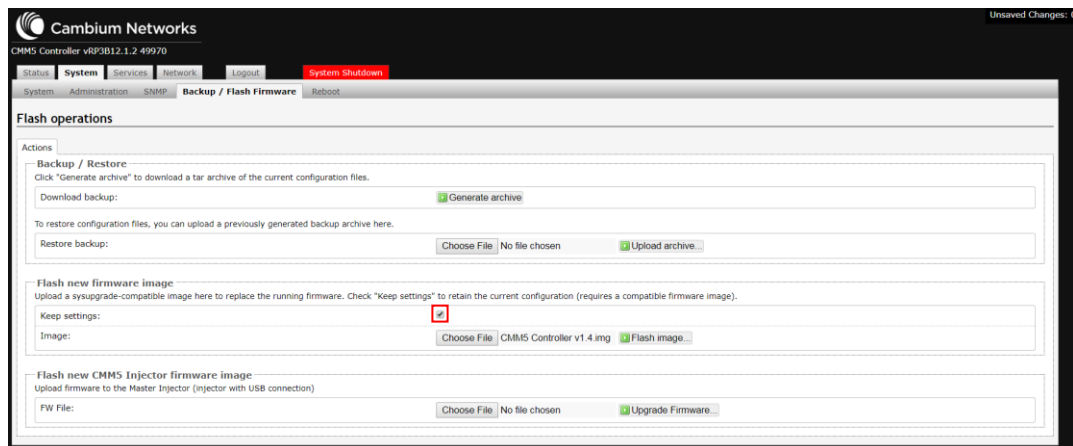 Unsaved Changes:
Cambium Networks
CMM5 Controller vRP3B12.1.2 49970
Status System Services Network Logout System Shutdown
System Administration SNMP Backup / Flash Firmware Reboot
Flash operations
Actions
Backup / Restore
Click "Generate archive" to download a tar archive of the current configuration files.
Download backup: Generate archive
To restore configuration files, you can upload a previously generated backup archive here.
Restore backup: Choose File No file chosen Upload archive...
Flash new firmware image
Upload a sysupgrade-compatible image here to replace the running firmware. Check "Keep settings" to retain the current configuration (requires a compatible firmware image).
Keep settings:
Image: Choose File CMM5 Controller v1.4.img Flash image...
Flash new CMM5 Injector firmware image
Upload firmware to the Master Injector (injector with USB connection)
FW File: Choose File No file chosen Upgrade Firmware...